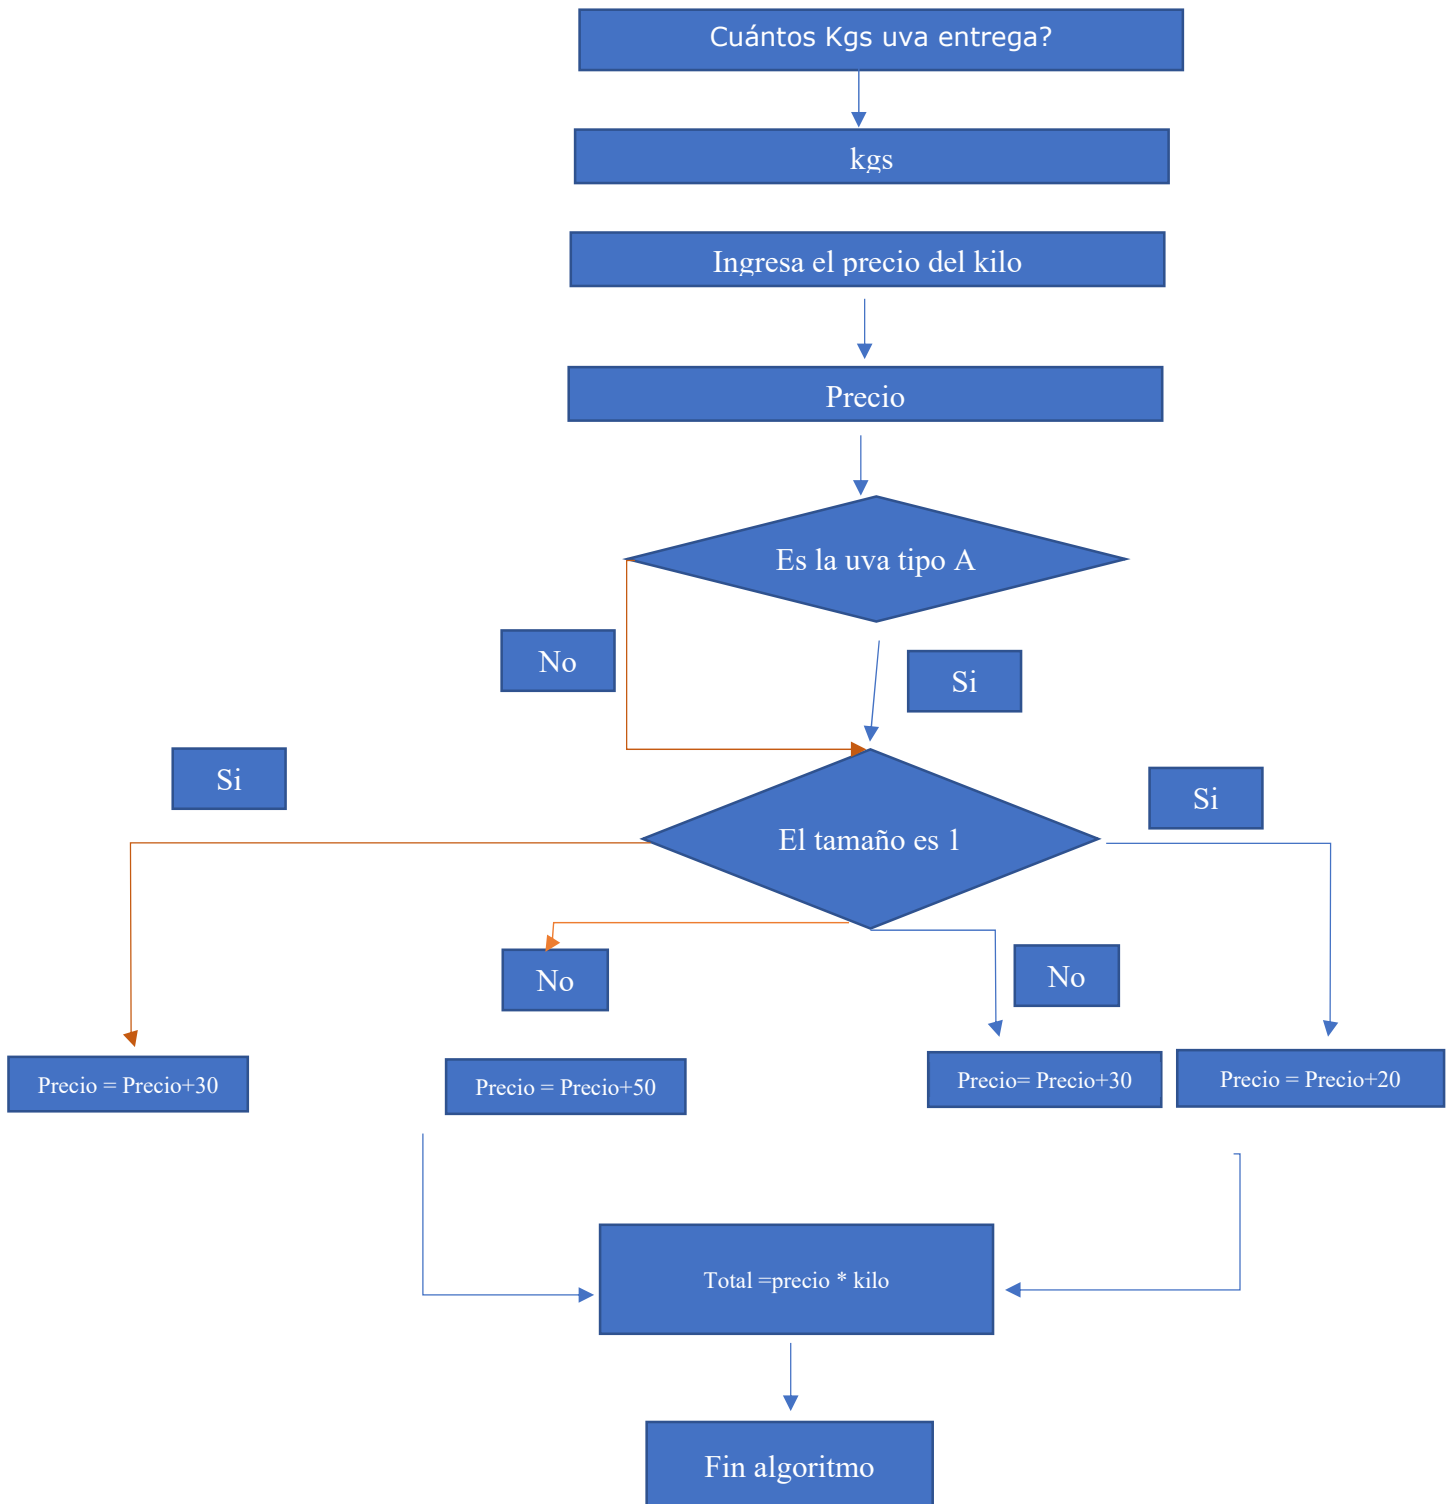 Cuántos Kgs uva entrega?
kgs
Ingresa el precio del kilo
Precio
Es la uva tipo A
No
Si
Si
Si
El tamaño es 1
No
No
Precio = Precio+30
Precio = Precio+50
Precio= Precio+30
Precio = Precio+20
Total =precio * kilo
Fin algoritmo